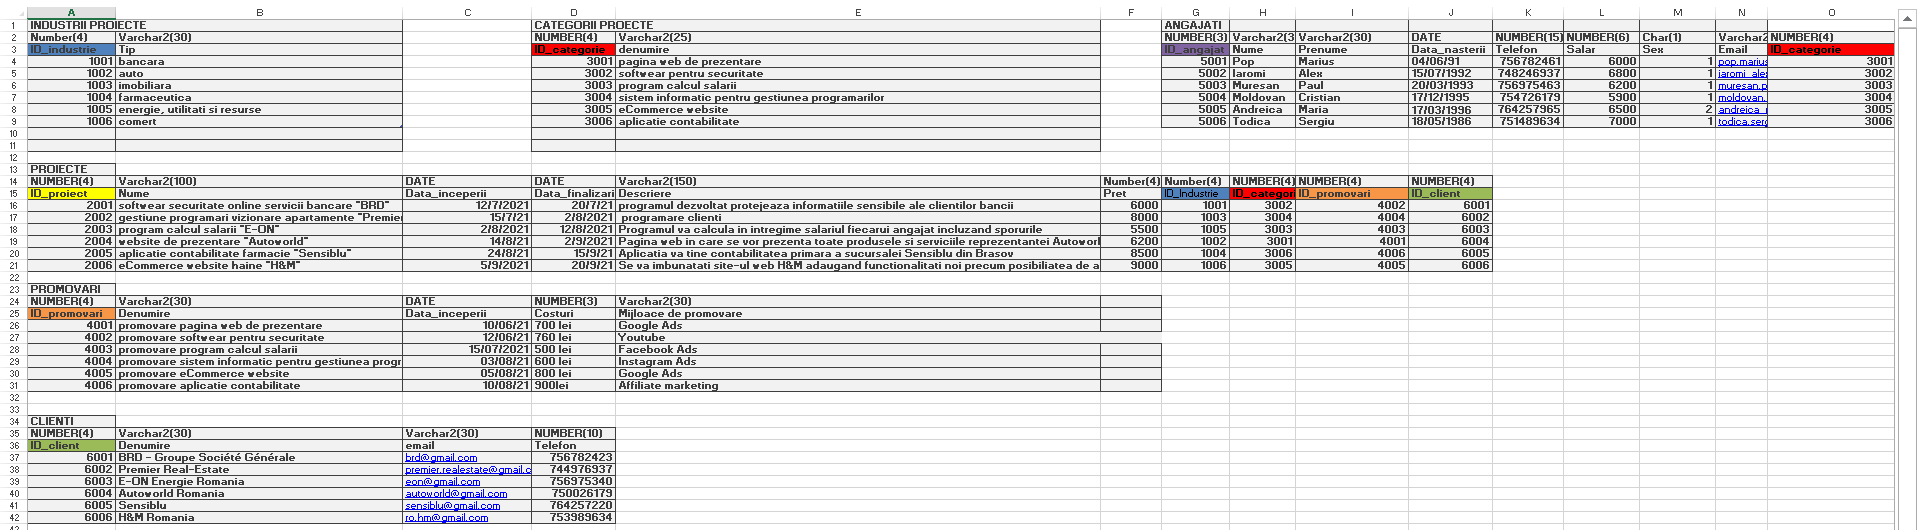 A B C D E F G H I J K L M N O
1 INDUSTRII PROIECTE CATEGORII PROECTE ANGAJATI
2 Number(4) Varchar2(30) NUMBER(4) Varchar2(25) NUMBER(3) Varchar2(3 Varchar2(30) DATE NUMBER(15) NUMBER(6) Char(1) Varchar2 NUMBER(4)
3 ID_industrie Tip ID_categorie denumire ID_angajat Nume Prenume Data_nasterii Telefon Salar Sex Email ID_categorie
4 1001 bancara 3001 pagina web de prezentare 5001 Pop Marius 04/06/91 756782461 6000 1 pop.marius 3001
5 1002 auto 3002 softwear pentru securitate 5002 Iaromi Alex 15/07/1992 748246937 6800 1 iaromi_alex 3002
6 1003 imobiliara 3003 program calcul salarii 5003 Muresan Paul 20/03/1993 756975463 6200 1 muresan.p 3003
7 1004 farmaceutica 3004 sistem informatic pentru gestiunea programarilor 5004 Moldovan Cristian 17/12/1995 754726179 5900 1 moldovan. 3004
8 1005 energie, utilitati si resurse 3005 eCommerce website 5005 Andreica Maria 17/03/1996 764257965 6500 2 andreica_ 3005
9 1006 comert 3006 aplicatie contabilitate 5006 Todica Sergiu 18/05/1986 751489634 7000 1 todica.serg 3006
10
11
12
13 PROIECTE
14 NUMBER(4) Varchar2(100) DATE DATE Varchar2(150) Number(4) Number(4) NUMBER(4) NUMBER(4) NUMBER(4)
15 ID_proiect Nume Data_inceperii Data_finalizari Descriere Pret ID_Industrie ID_categori ID_promovari ID_client
16 2001 softwear securitate online servicii bancare "BRD" 12/7/2021 20/7/21 programul dezvoltat protejeaza informatiile sensibile ale clientilor bancii 6000 1001 3002 4002 6001
17 2002 gestiune programari vizionare apartamente "Premier 15/7/21 2/8/2021 programare clienti 8000 1003 3004 4004 6002
18 2003 program calcul salarii "E-ON" 2/8/2021 12/8/2021 Programul va calcula in intregime salariul fiecarui angajat incluzand sporurile 5500 1005 3003 4003 6003
19 2004 website de prezentare "Autoworld" 14/8/21 2/9/2021 Pagina web in care se vor prezenta toate produsele si serviciile reprezentantei Autoworl 6200 1002 3001 4001 6004
20 2005 aplicatie contabilitate farmacie "Sensiblu" 24/8/21 15/9/21 Aplicatia va tine contabilitatea primara a sucursalei Sensiblu din Brasov 8500 1004 3006 4006 6005
21 2006 eCommerce website haine "H&M" 5/9/2021 20/9/21 Se va imbunatati site-ul web H&M adaugand functionalitati noi precum posibiliatea de a 9000 1006 3005 4005 6006
22
23 PROMOVARI
24 NUMBER(4) Varchar2(30) DATE NUMBER(3) Varchar2(30)
25 ID_promovari Denumire Data_inceperii Costuri Mijloace de promovare
26 4001 promovare pagina web de prezentare 10/06/21 700 lei Google Ads
27 4002 promovare softwear pentru securitate 12/06/21 760 lei Youtube
28 4003 promovare program calcul salarii 15/07/2021 500 lei Facebook Ads
29 4004 promovare sistem informatic pentru gestiunea progr 03/08/21 600 lei Instagram Ads
30 4005 promovare eCommerce website 05/08/21 800 lei Google Ads
31 4006 promovare aplicatie contabilitate 10/08/21 900lei Affiliate marketing
32
33
34 CLIENTI
35 NUMBER(4) Varchar2(30) Varchar2(30) NUMBER(10)
36 ID_client Denumire email Telefon
37 6001 BRD - Groupe Société Générale brd@gmail.com 756782423
38 6002 Premier Real-Estate premier.realestate@gmail.c 744976937
39 6003 E-ON Energie Romania eon@gmail.com 756975340
40 6004 Autoworld Romania autoworld@gmail.com 750026179
41 6005 Sensiblu sensiblu@gmail.com 764257220
42 6006 H&M Romania ro.hm@gmail.com 753989634